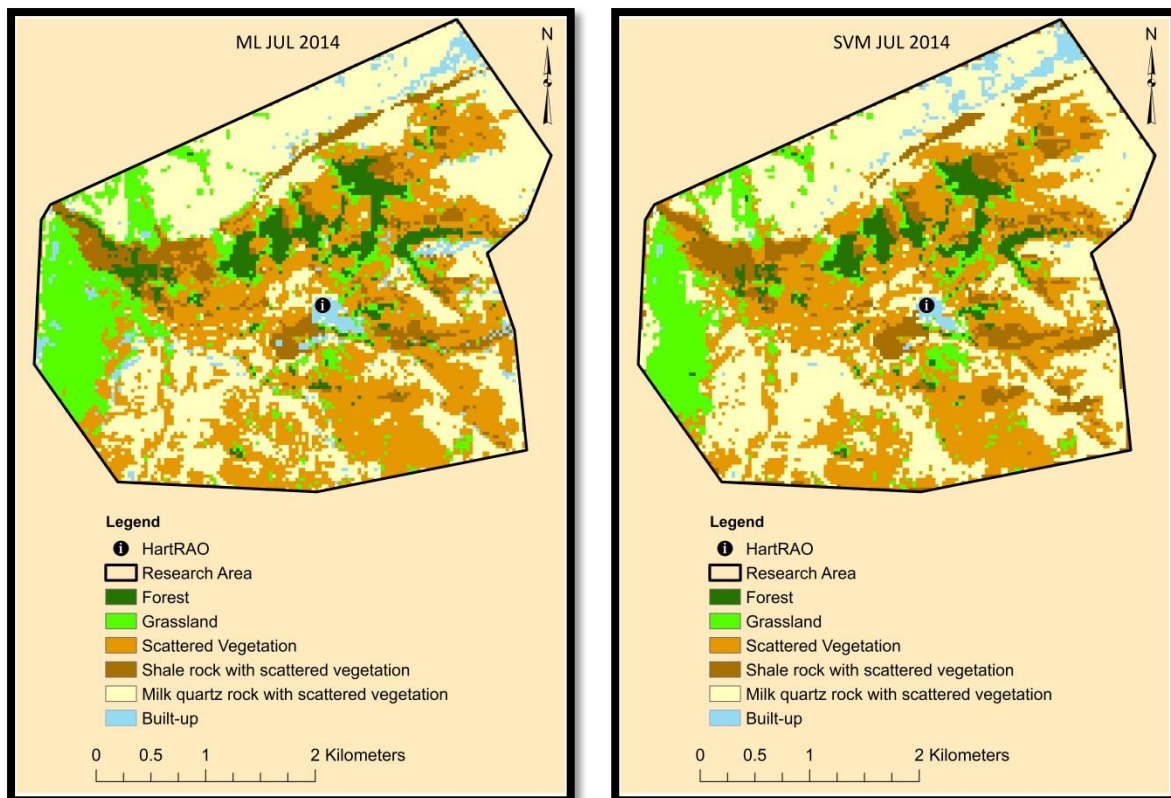 ML JUL 2014
N
Legend
i HartRAO
Research Area
Forest
Grassland
Scattered Vegetation
Shale rock with scattered vegetation
Milk quartz rock with scattered vegetation
Built-up
0 0.5 1 2 Kilometers
i
SVM JUL 2014
N
Legend
i HartRAO
Research Area
Forest
Grassland
Scattered Vegetation
Shale rock with scattered vegetation
Milk quartz rock with scattered vegetation
Built-up
0 0.5 1 2 Kilometers
i